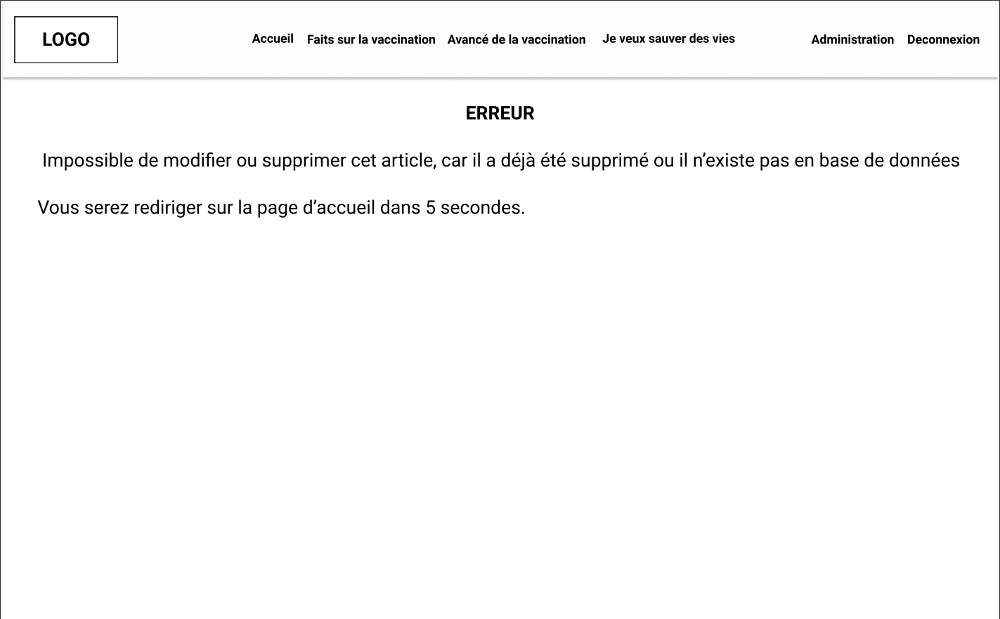 LOGO
Accueil Faits sur la vaccination Avancé de la vaccination Je veux sauver des vies Administration Deconnexion
ERREUR
Impossible de modifier ou supprimer cet article, car il a déjà été supprimé ou il n’existe pas en base de données
Vous serez rediriger sur la page d’accueil dans 5 secondes.